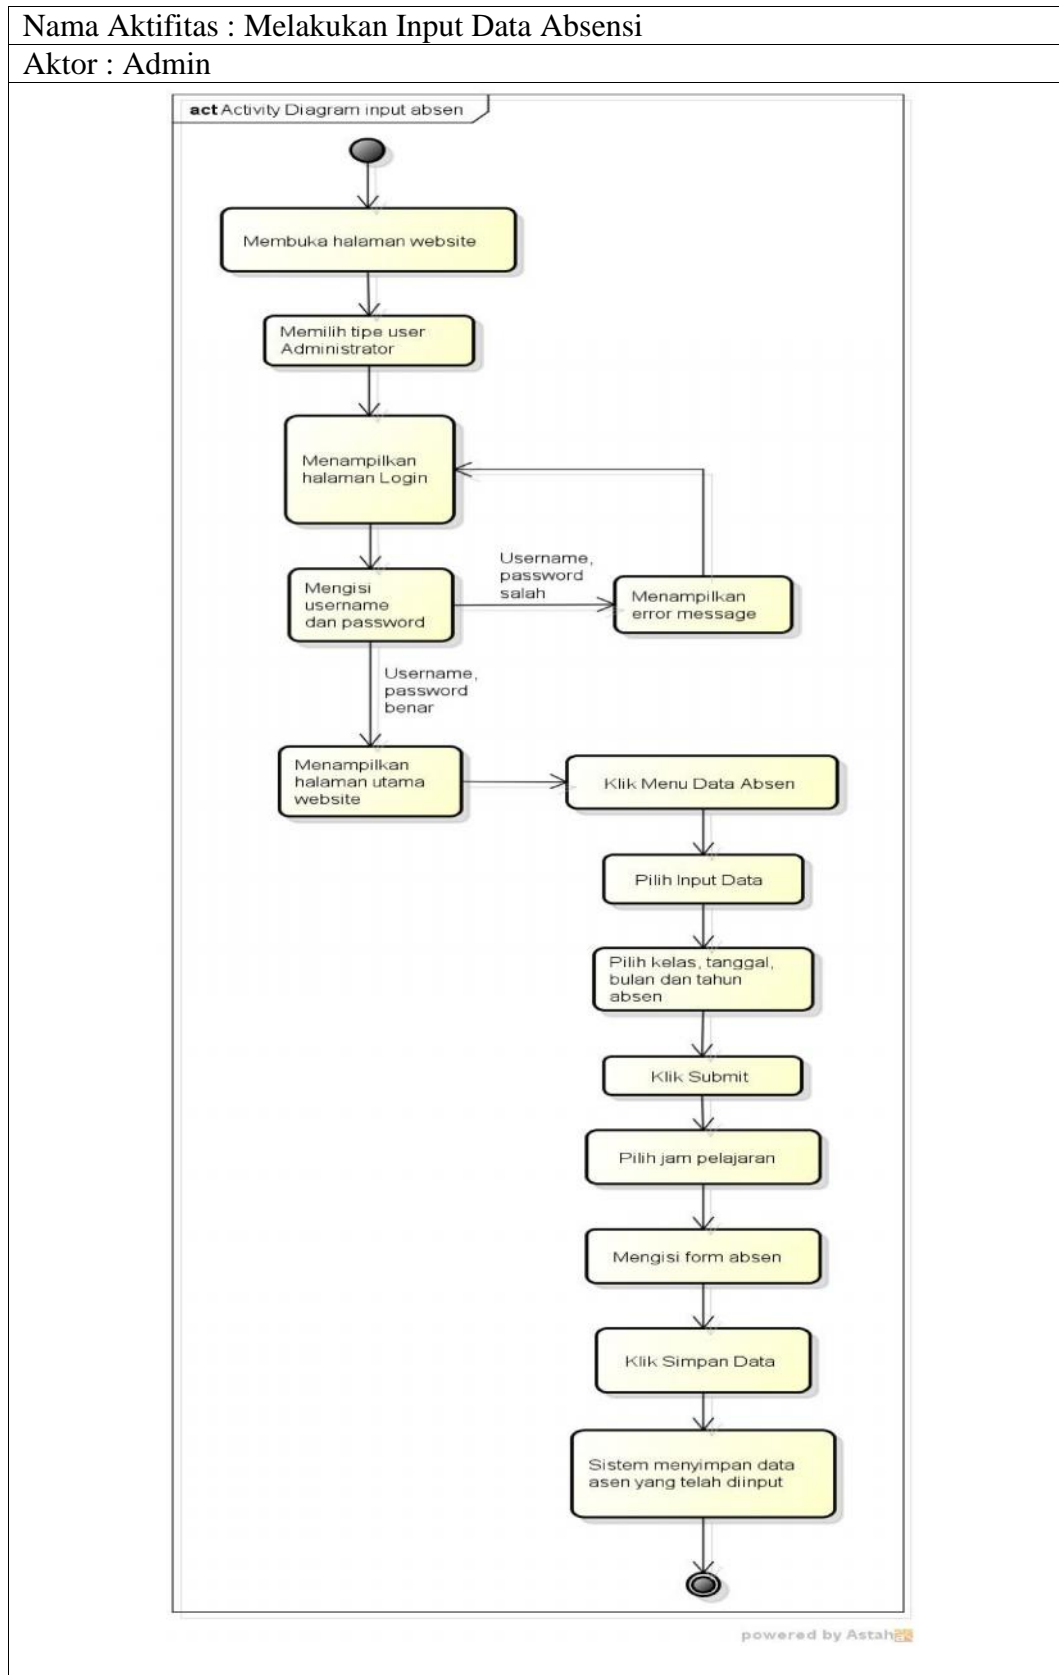 Nama Aktifitas : Melakukan Input Data Absensi
Aktor : Admin
act Activity Diagram input absen
Membuka halaman website
Memilih tipe user
Administrator
Menampilkan
halaman Login
Mengisi
username
dan password
Username,
password
salah
Menampilkan
error message
Username,
password
benar
Menampilkan
halaman utama
website
Klik Menu Data Absen
Pilih Input Data
Pilih kelas, tanggal,
bulan dan tahun
absen
Klik Submit
Pilih jam pelajaran
Mengisi form absen
Klik Simpan Data
Sistem menyimpan data
asen yang telah diinput
powered by Astah